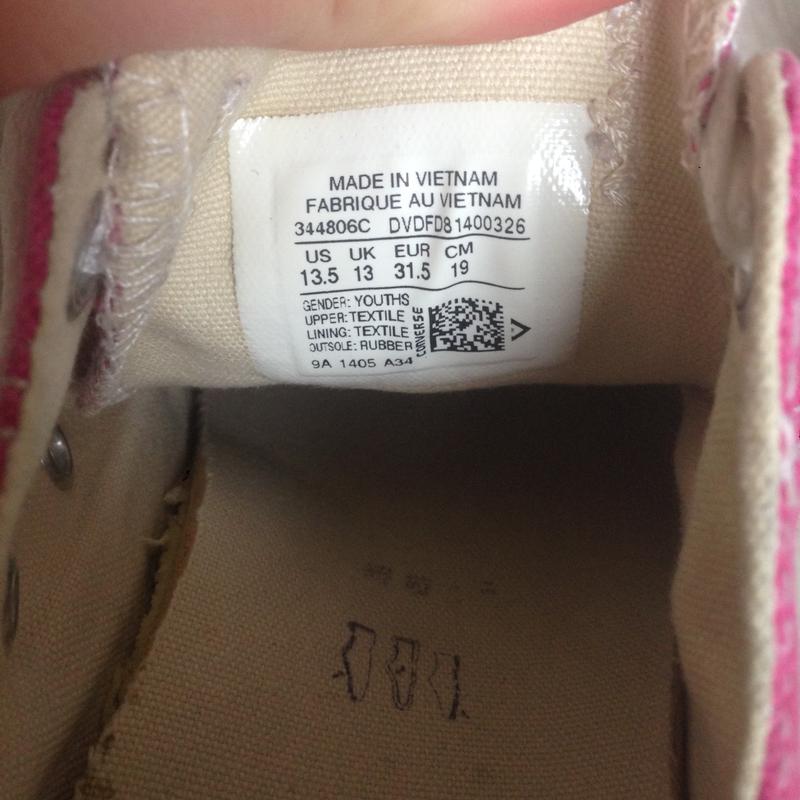 MADE IN VIETNAM
FABRIQUE AU VIETNAM
344806C DVDFD81400326
US UK EUR CM
13.5 13 31.5 19
GENDER: YOUTHS
UPPER: TEXTILE
LINING: TEXTILE
OUTSOLE: RUBBER
CONVERSE
9A 1405 A34